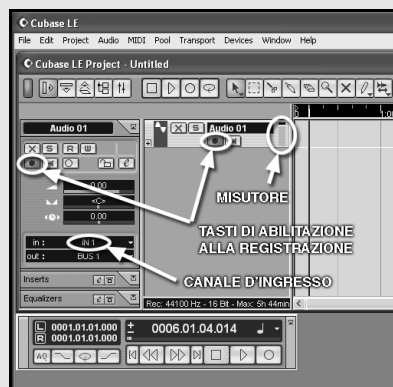 Cubase LE
File Edit Project Audio MIDI Pool Transport Devices Window Help
Cubase LE Project - Untitled
Audio 01
X S R W
X S Audio 01
0.00
<C>
0.00
MISUTORE
TASTI DI ABILITAZIONE
ALLA REGISTRAZIONE
in : iN 1
out : BUS 1
CANALE D'INGRESSO
Inserts
Equalizers
Rec: 44100 Hz - 16 Bit - Max: 5h 44min
L 0001.01.01.000
R 0001.01.01.000
0006.01.04.014
AQ